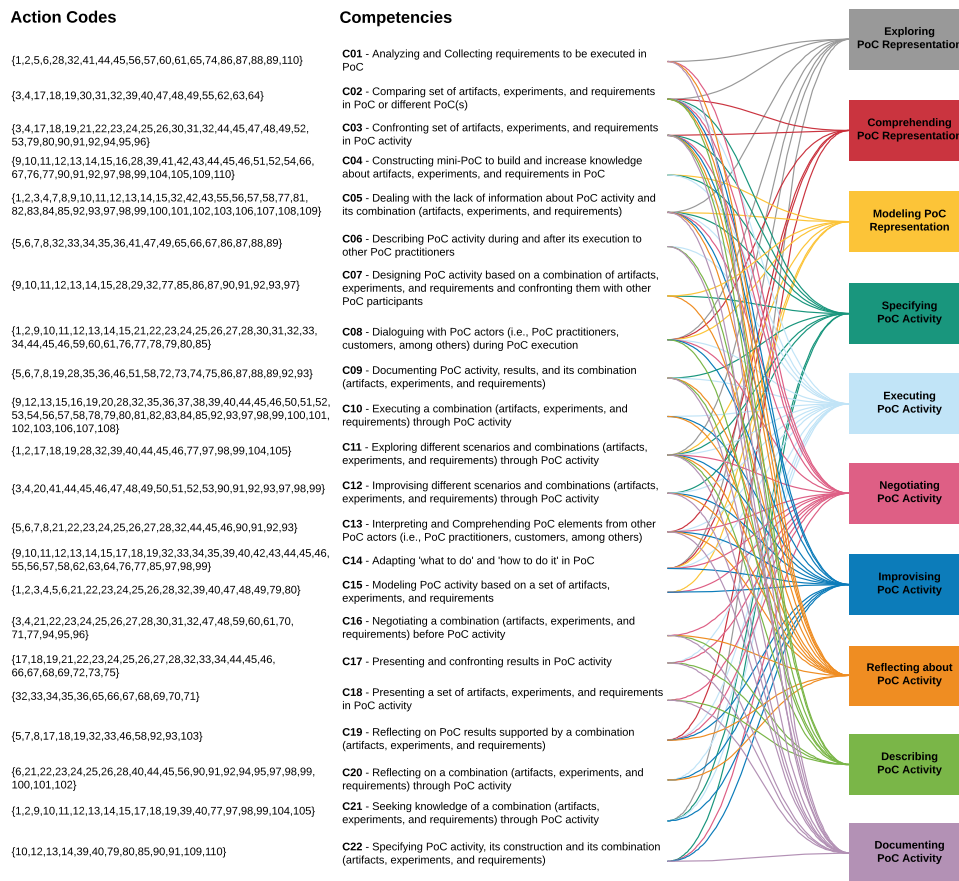 Action Codes
Competencies
{1,2,5,6,28,32,41,44,45,56,57,60,61,65,74,86,87,88,89,110}
C01 - Analyzing and Collecting requirements to be executed in
PoC
{3,4,17,18,19,30,31,32,39,40,47,48,49,55,62,63,64}
C02 - Comparing set of artifacts, experiments, and requirements
in PoC or different PoC(s)
{3,4,17,18,19,21,22,23,24,25,26,30,31,32,44,45,47,48,49,52,
53,79,80,90,91,92,94,95,96}
C03 - Confronting set of artifacts, experiments, and requirements
in PoC activity
{9,10,11,12,13,14,15,16,28,39,41,42,43,44,45,46,51,52,54,66,
67,76,77,90,91,92,97,98,99,104,105,109,110}
C04 - Constructing mini-PoC to build and increase knowledge
about artifacts, experiments, and requirements in PoC
{1,2,3,4,7,8,9,10,11,12,13,14,15,32,42,43,55,56,57,58,77,81,
82,83,84,85,92,93,97,98,99,100,101,102,103,106,107,108,109}
C05 - Dealing with the lack of information about PoC activity and
its combination (artifacts, experiments, and requirements)
{5,6,7,8,32,33,34,35,36,41,47,49,65,66,67,86,87,88,89}
C06 - Describing PoC activity during and after its execution to
other PoC practitioners
{9,10,11,12,13,14,15,28,29,32,77,85,86,87,90,91,92,93,97}
C07 - Designing PoC activity based on a combination of artifacts,
experiments, and requirements and confronting them with other
PoC participants
{1,2,9,10,11,12,13,14,15,21,22,23,24,25,26,27,28,30,31,32,33,
34,44,45,46,59,60,61,76,77,78,79,80,85}
C08 - Dialoguing with PoC actors (i.e., PoC practitioners,
customers, among others) during PoC execution
{5,6,7,8,19,28,35,36,46,51,58,72,73,74,75,86,87,88,89,92,93}
C09 - Documenting PoC activity, results, and its combination
(artifacts, experiments, and requirements)
{9,12,13,15,16,19,20,28,32,35,36,37,38,39,40,44,45,46,50,51,52,
53,54,56,57,58,78,79,80,81,82,83,84,85,92,93,97,98,99,100,101,
102,103,106,107,108}
C10 - Executing a combination (artifacts, experiments, and
requirements) through PoC activity
{1,2,17,18,19,28,32,39,40,44,45,46,77,97,98,99,104,105}
C11 - Exploring different scenarios and combinations (artifacts,
experiments, and requirements) through PoC activity
{3,4,20,41,44,45,46,47,48,49,50,51,52,53,90,91,92,93,97,98,99}
C12 - Improvising different scenarios and combinations (artifacts,
experiments, and requirements) through PoC activity
{5,6,7,8,21,22,23,24,25,26,27,28,32,44,45,46,90,91,92,93}
C13 - Interpreting and Comprehending PoC elements from other
PoC actors (i.e., PoC practitioners, customers, among others)
{9,10,11,12,13,14,15,17,18,19,32,33,34,35,39,40,42,43,44,45,46,
55,56,57,58,62,63,64,76,77,85,97,98,99}
C14 - Adapting 'what to do' and 'how to do it' in PoC
{1,2,3,4,5,6,21,22,23,24,25,26,28,32,39,40,47,48,49,79,80}
C15 - Modeling PoC activity based on a set of artifacts,
experiments, and requirements
{3,4,21,22,23,24,25,26,27,28,30,31,32,47,48,59,60,61,70,
71,77,94,95,96}
C16 - Negotiating a combination (artifacts, experiments, and
requirements) before PoC activity
{17,18,19,21,22,23,24,25,26,27,28,32,33,34,44,45,46,
66,67,68,69,72,73,75}
C17 - Presenting and confronting results in PoC activity
{32,33,34,35,36,65,66,67,68,69,70,71}
C18 - Presenting a set of artifacts, experiments, and requirements
in PoC activity
{5,7,8,17,18,19,32,33,46,58,92,93,103}
C19 - Reflecting on PoC results supported by a combination
(artifacts, experiments, and requirements)
{6,21,22,23,24,25,26,28,40,44,45,56,90,91,92,94,95,97,98,99,
100,101,102}
C20 - Reflecting on a combination (artifacts, experiments, and
requirements) through PoC activity
{1,2,9,10,11,12,13,14,15,17,18,19,39,40,77,97,98,99,104,105}
C21 - Seeking knowledge of a combination (artifacts,
experiments, and requirements) through PoC activity
{10,12,13,14,39,40,79,80,85,90,91,109,110}
C22 - Specifying PoC activity, its construction and its combination
(artifacts, experiments, and requirements)
Exploring
PoC Representation
Comprehending
PoC Representation
Modeling PoC
Representation
Specifying
PoC Activity
Executing
PoC Activity
Negotiating
PoC Activity
Improvising
PoC Activity
Reflecting about
PoC Activity
Describing
PoC Activity
Documenting
PoC Activity